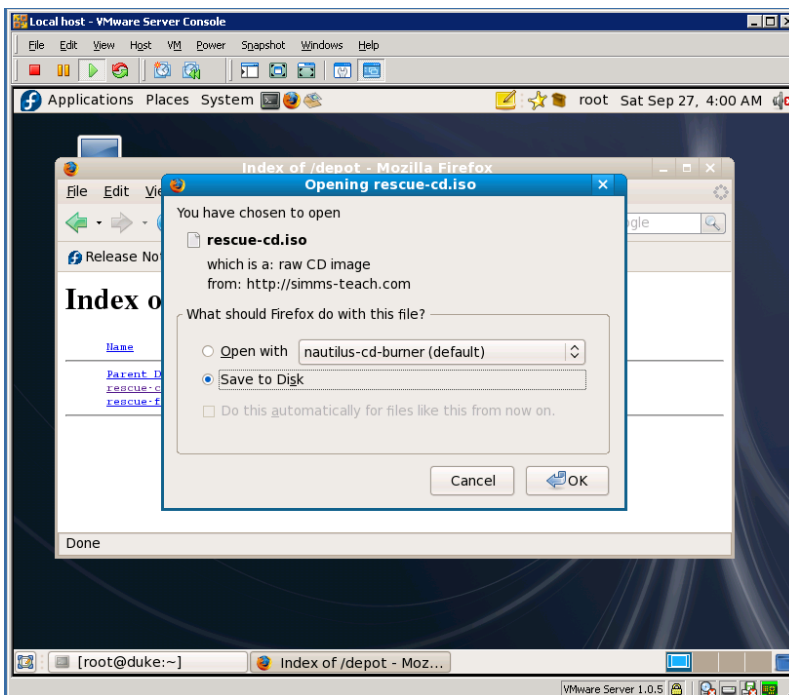 Local host - VMware Server Console
File Edit View Host VM Power Snapshot Windows Help
Applications Places System root Sat Sep 27, 4:00 AM
Index of /depot - Mozilla Firefox
Opening rescue-cd.iso
File Edit Vie
You have chosen to open
gle
rescue-cd.iso
Release No
which is a: raw CD image
from: http://simms-teach.com
Index o
What should Firefox do with this file?
Name
Open with nautilus-cd-burner (default)
Parent D
Save to Disk
rescue-c
rescue-f
Do this automatically for files like this from now on.
Cancel OK
Done
[root@duke:~] Index of /depot - Moz...
VMware Server 1.0.5